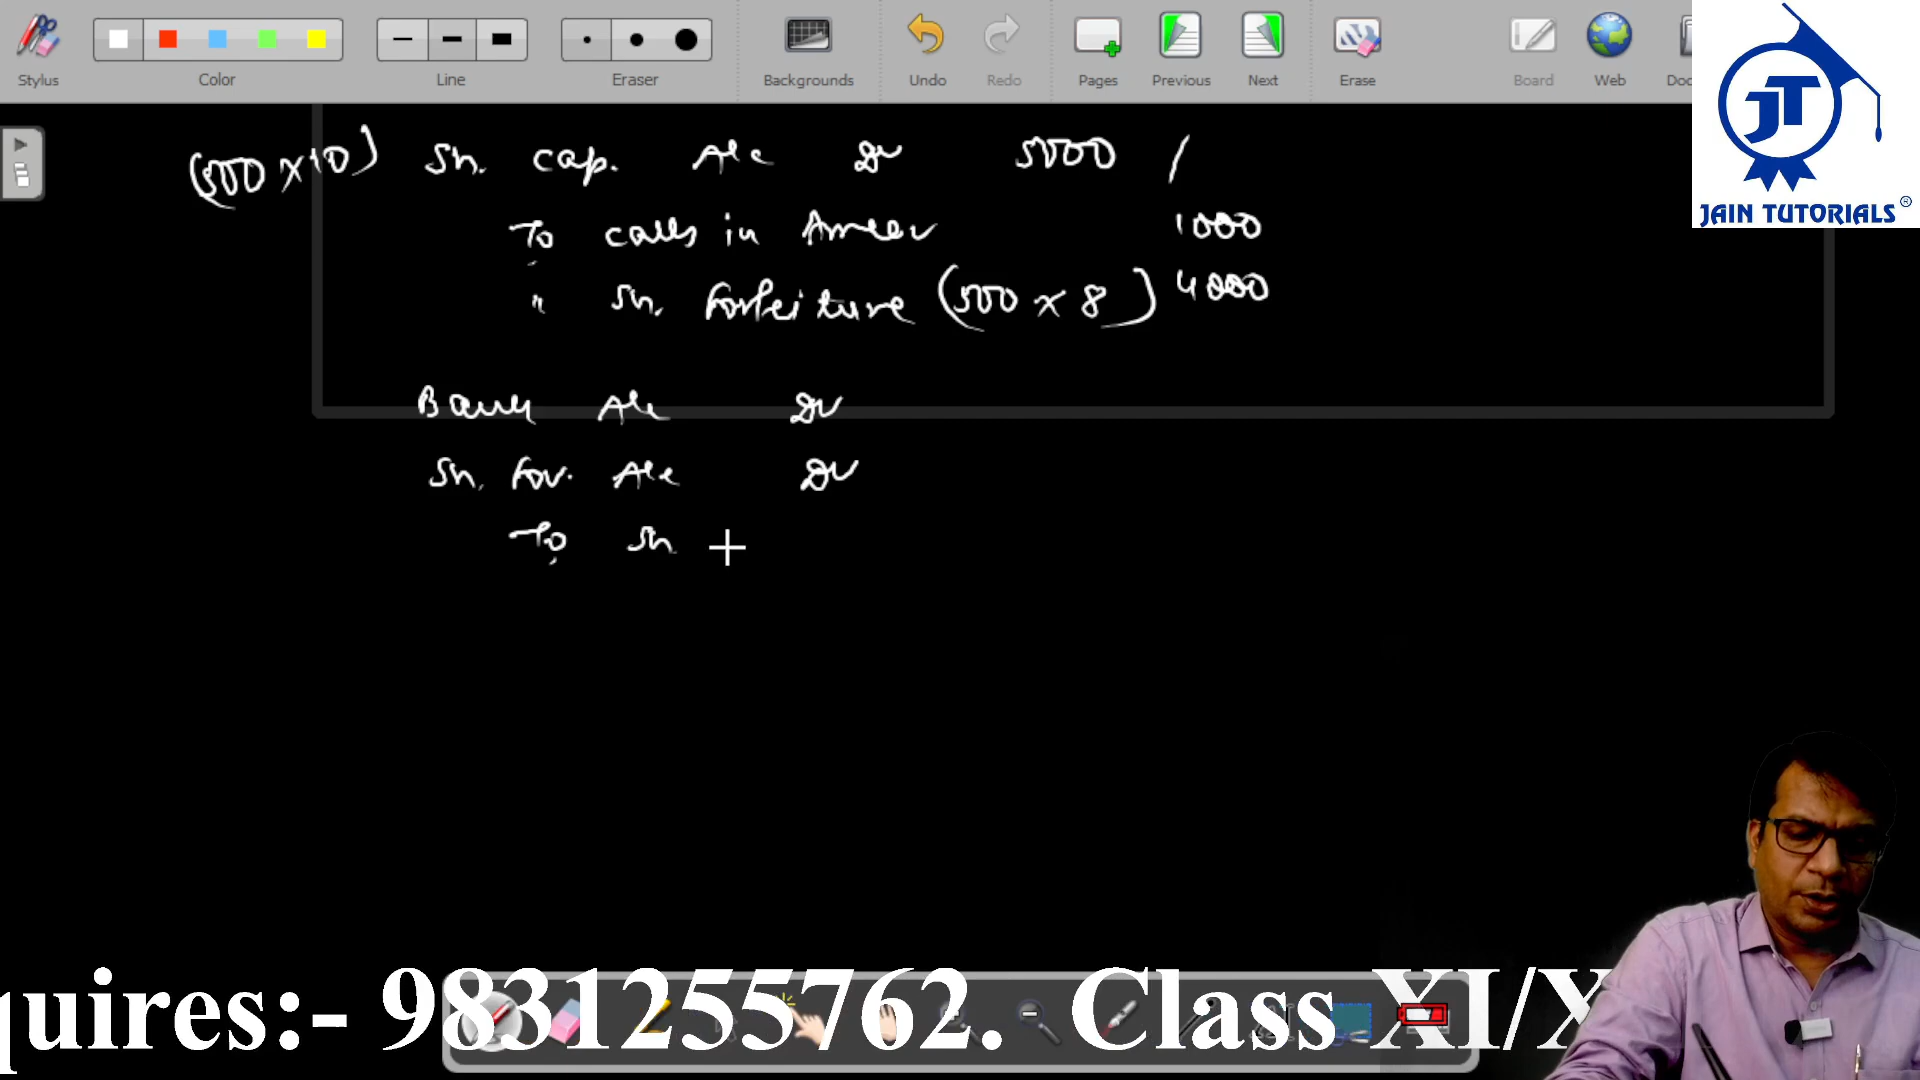 Stylus
Color
Line
Eraser
Backgrounds
Undo
Redo
Pages
Previous
Next
Erase
Board
Web
Doc
JT
JAIN TUTORIALS®
(500 x 10) Sh. cap. A/c Dr 5000 /
To calls in Arrear 1000
" Sh. Forfeiture (500 x 8) 4000
Bank A/c Dr
Sh. For. A/c Dr
To Sh
quires:- 9831255762. Class XI/X